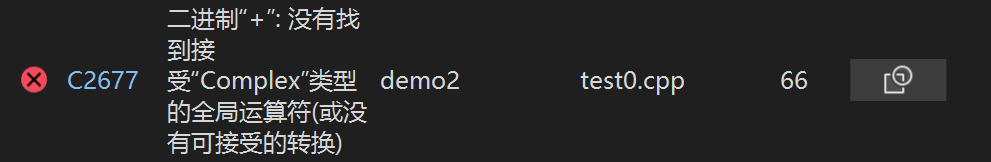 二进制“+”: 没有找
到接
受“Complex”类型
C2677 的全局运算符(或没
有可接受的转换) demo2 test0.cpp 66